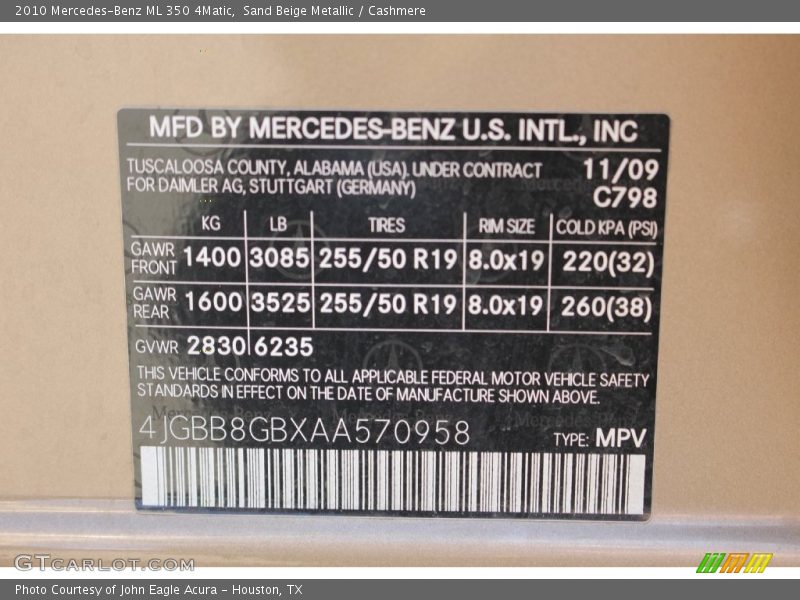 2010 Mercedes-Benz ML 350 4Matic, Sand Beige Metallic / Cashmere
MFD BY MERCEDES-BENZ U.S. INTL., INC
TUSCALOOSA COUNTY, ALABAMA (USA). UNDER CONTRACT 11/09
FOR DAIMLER AG, STUTTGART (GERMANY) C798
KG LB TIRES RIM SIZE COLD KPA (PSI)
GAWR FRONT 1400 3085 255/50 R19 8.0x19 220(32)
GAWR REAR 1600 3525 255/50 R19 8.0x19 260(38)
GVWR 2830 6235
THIS VEHICLE CONFORMS TO ALL APPLICABLE FEDERAL MOTOR VEHICLE SAFETY
STANDARDS IN EFFECT ON THE DATE OF MANUFACTURE SHOWN ABOVE.
4JGBB8GBXAA570958 TYPE: MPV
GTCARLOT.COM
Photo Courtesy of John Eagle Acura - Houston, TX